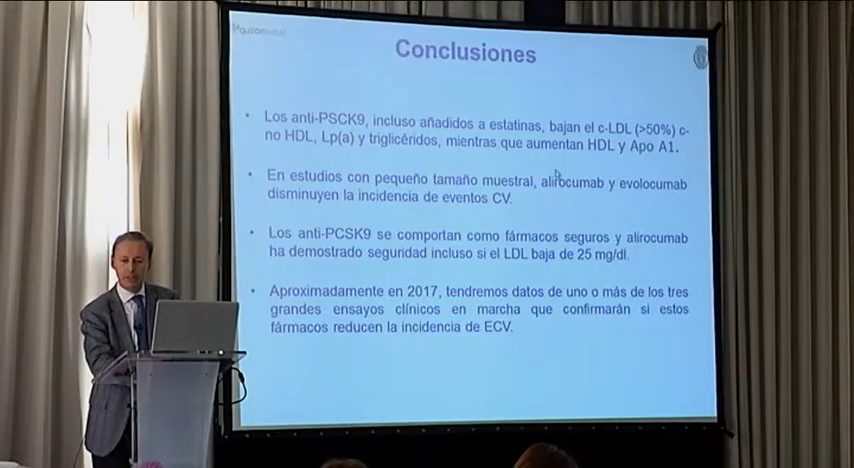 Conclusiones
• Los anti-PSCK9, incluso añadidos a estatinas, bajan el c-LDL (>50%) c-
no HDL, Lp(a) y triglicéridos, mientras que aumentan HDL y Apo A1.
• En estudios con pequeño tamaño muestral, alirocumab y evolocumab
disminuyen la incidencia de eventos CV.
• Los anti-PCSK9 se comportan como fármacos seguros y alirocumab
ha demostrado seguridad incluso si el LDL baja de 25 mg/dl.
• Aproximadamente en 2017, tendremos datos de uno o más de los tres
grandes ensayos clínicos en marcha que confirmarán si estos
fármacos reducen la incidencia de ECV.